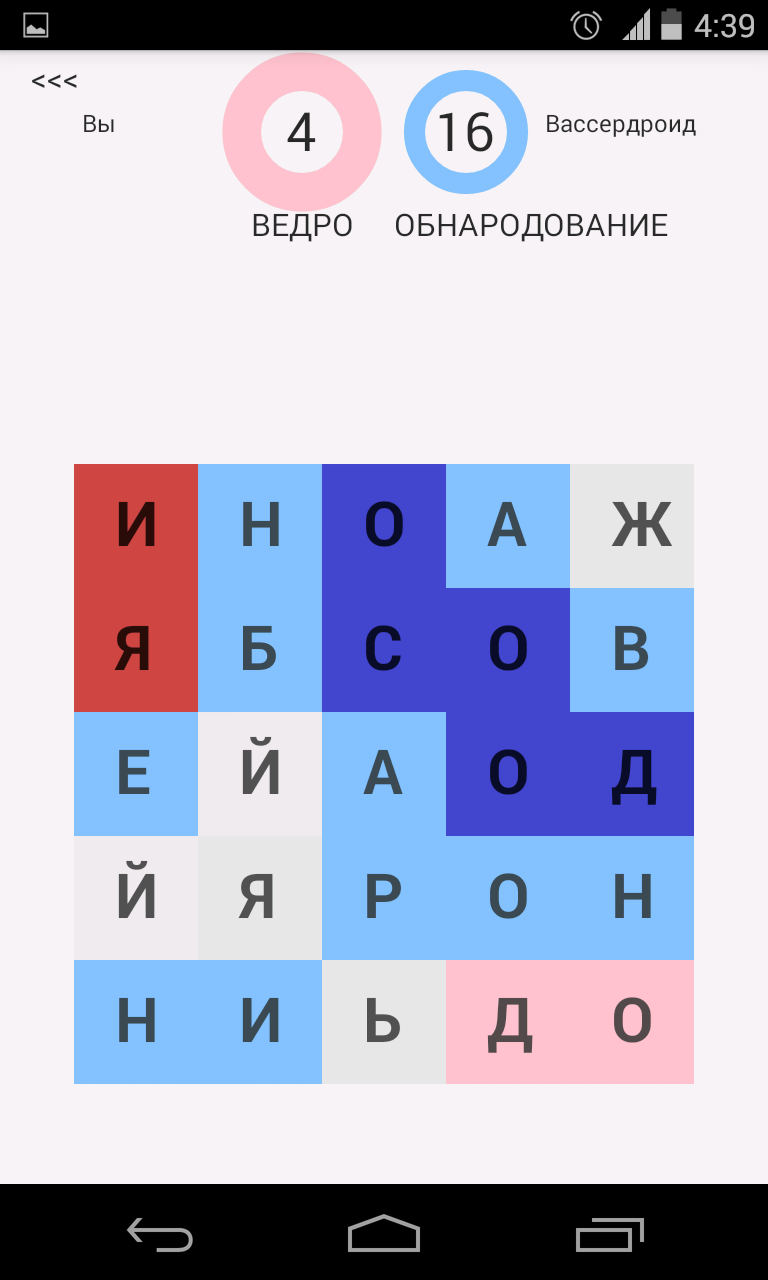 4:39
<<<
Вы 4 16 Вассердроид
ВЕДРО ОБНАРОДОВАНИЕ
И Н О А Ж
Я Б С О В
Е Й А О Д
Й Я Р О Н
Н И Ь Д О